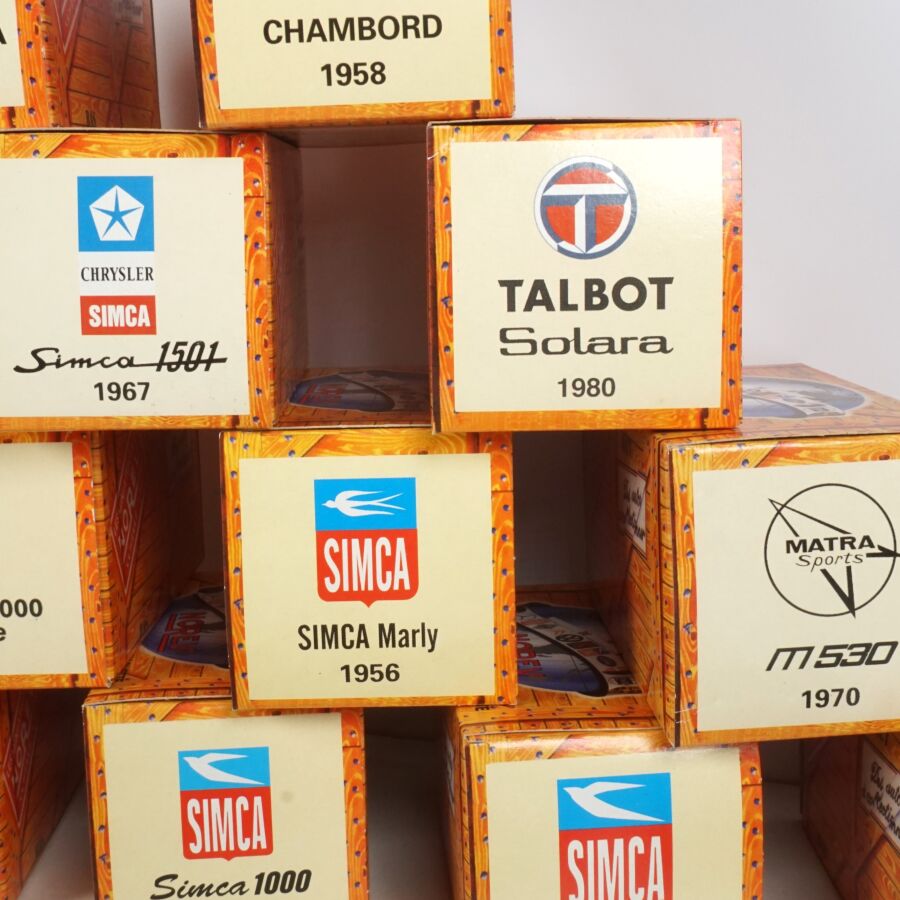 CHAMBORD
1958
CHRYSLER
SIMCA
Simca 1501
1967
TALBOT
Solara
1980
000
SIMCA
SIMCA Marly
1956
MATRA
Sports
M530
1970
SIMCA
Simca 1000
SIMCA